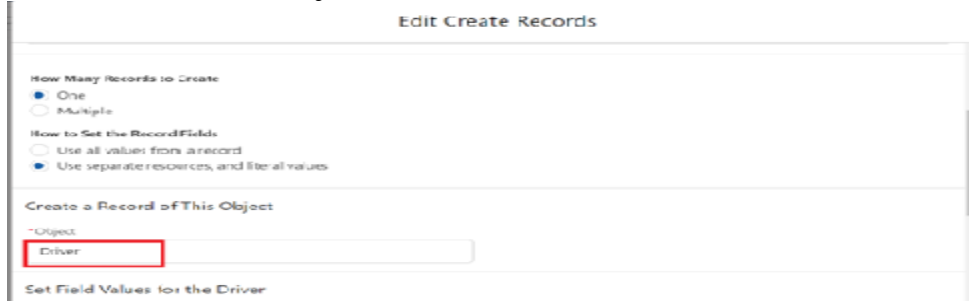 Edit Create Records
How Many Records to Create
One
Multiple
How to Set the Record Fields
Use all values from a record
Use separate resources, and literal values
Create a Record of This Object
*Object
Driver
Set Field Values for the Driver